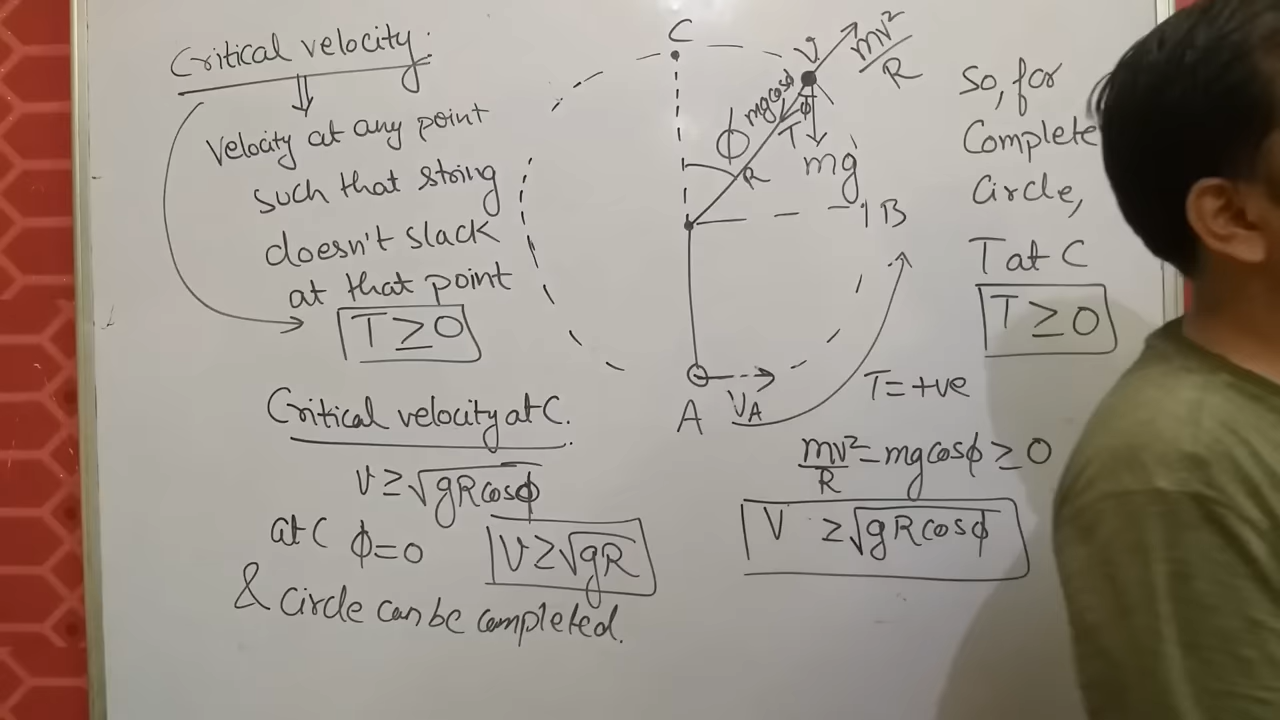 Critical velocity:
⇓
Velocity at any point
such that string
doesn't slack
at that point
T ≥ 0
Critical velocity at C.
v ≥ √gRcosϕ
at C ϕ = 0 V ≥ √gR
& circle can be completed.
C
V
mv²/R
mgcosϕ
ϕ
T
ϕ
R
mg
B
A
V_A
T = +ve
mv²/R - mgcosϕ ≥ 0
V ≥ √gRcosϕ
So, for
Complete
Circle,
T at C
T ≥ 0